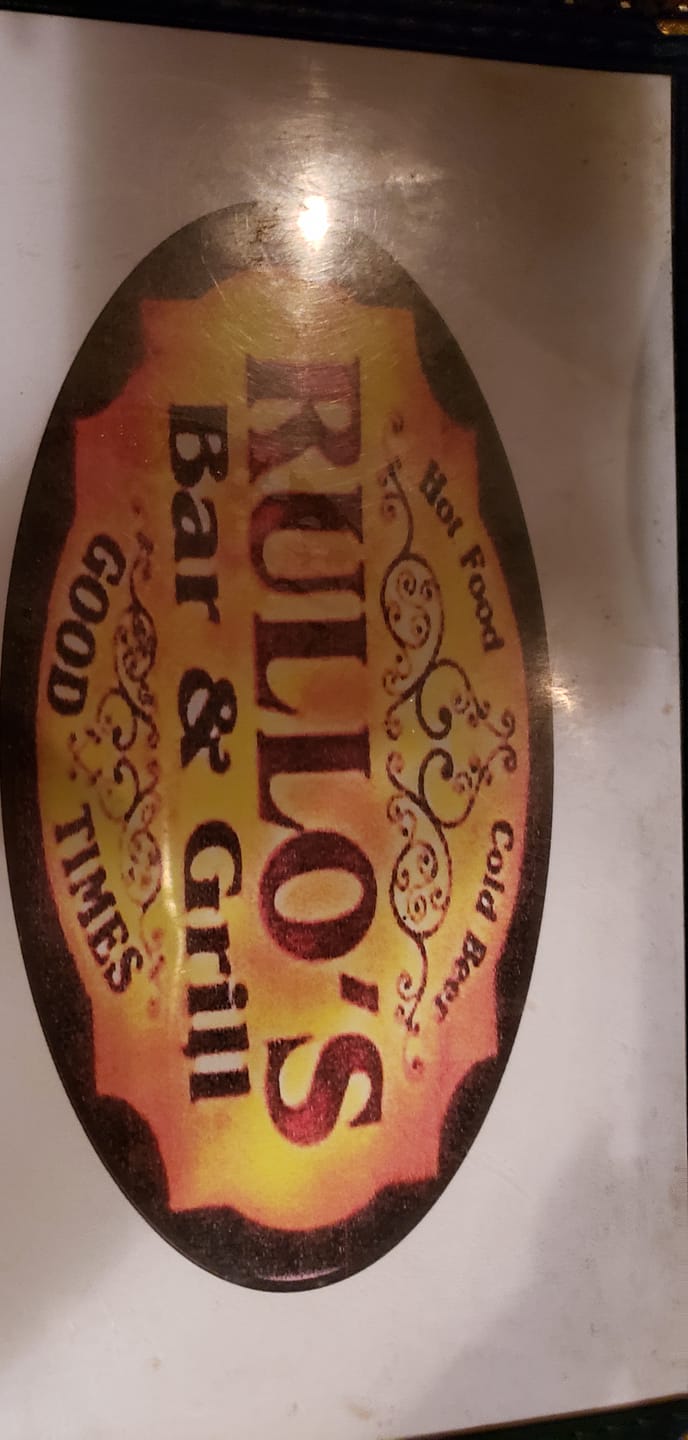 Hot Food Cold Beer
RULLO'S
Bar & Grill
GOOD TIMES